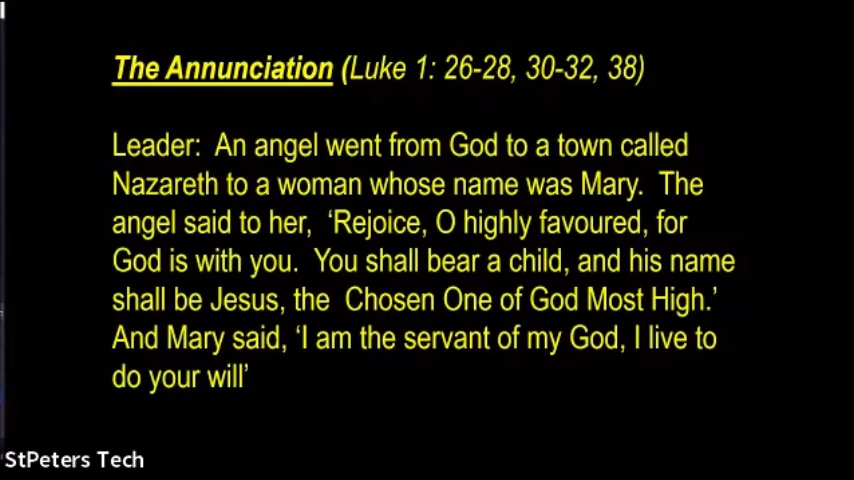 The Annunciation (Luke 1: 26-28, 30-32, 38)
Leader:  An angel went from God to a town called
Nazareth to a woman whose name was Mary.  The
angel said to her,  ‘Rejoice, O highly favoured, for
God is with you.  You shall bear a child, and his name
shall be Jesus, the  Chosen One of God Most High.’
And Mary said, ‘I am the servant of my God, I live to
do your will’
StPeters Tech